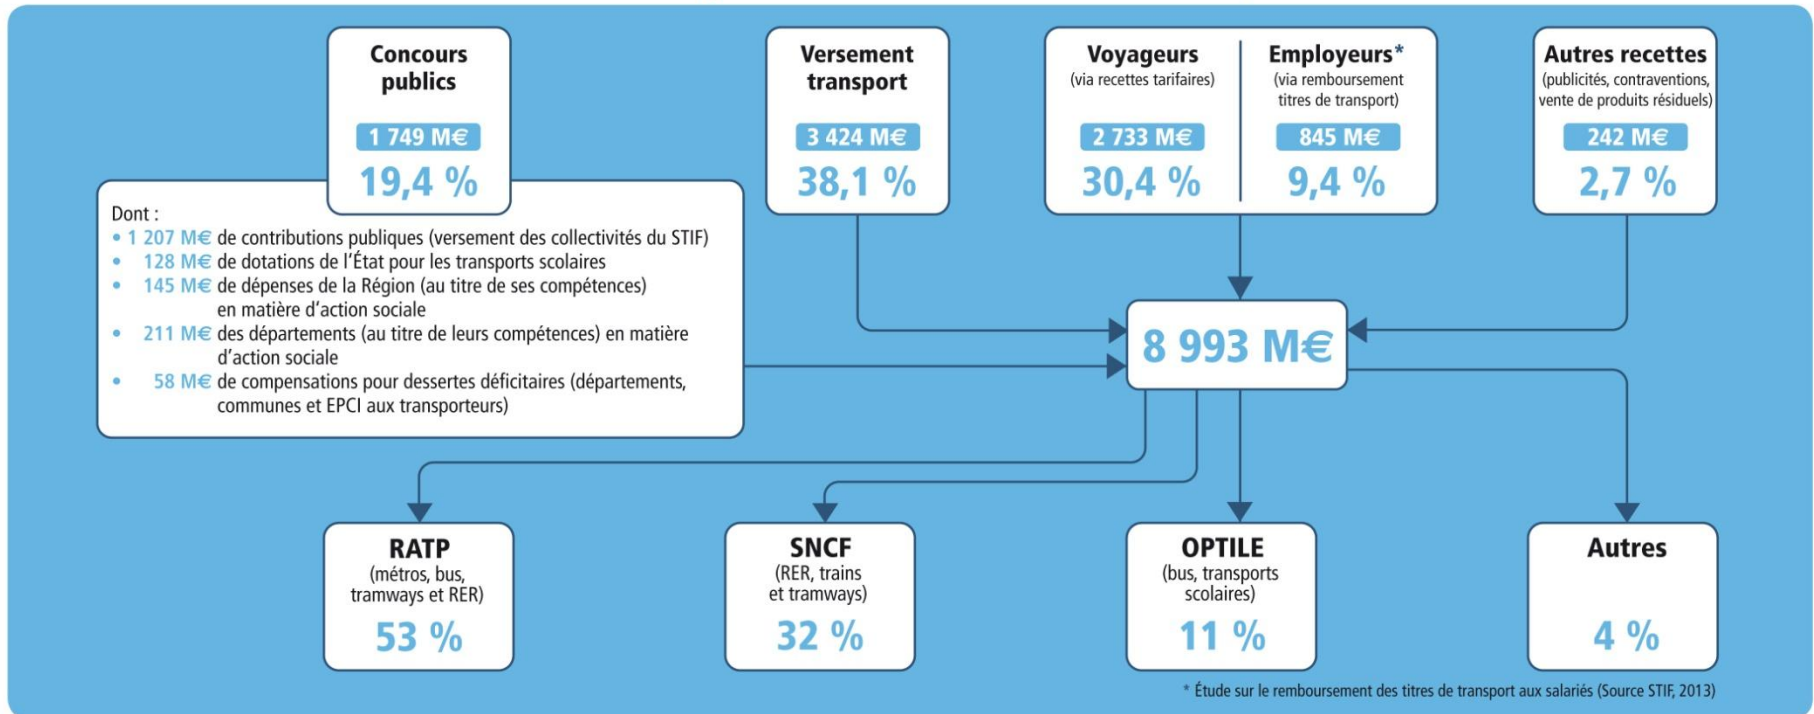 Concours
publics
1 749 M€
19,4 %
Dont :
• 1 207 M€ de contributions publiques (versement des collectivités du STIF)
• 128 M€ de dotations de l’État pour les transports scolaires
• 145 M€ de dépenses de la Région (au titre de ses compétences)
en matière d’action sociale
• 211 M€ des départements (au titre de leurs compétences) en matière
d’action sociale
• 58 M€ de compensations pour dessertes déficitaires (départements,
communes et EPCI aux transporteurs)
Versement
transport
3 424 M€
38,1 %
Voyageurs
(via recettes tarifaires)
2 733 M€
30,4 %
Employeurs*
(via remboursement
titres de transport)
845 M€
9,4 %
Autres recettes
(publicités, contraventions,
vente de produits résiduels)
242 M€
2,7 %
8 993 M€
RATP
(métros, bus,
tramways et RER)
53 %
SNCF
(RER, trains
et tramways)
32 %
OPTILE
(bus, transports
scolaires)
11 %
Autres
4 %
* Étude sur le remboursement des titres de transport aux salariés (Source STIF, 2013)